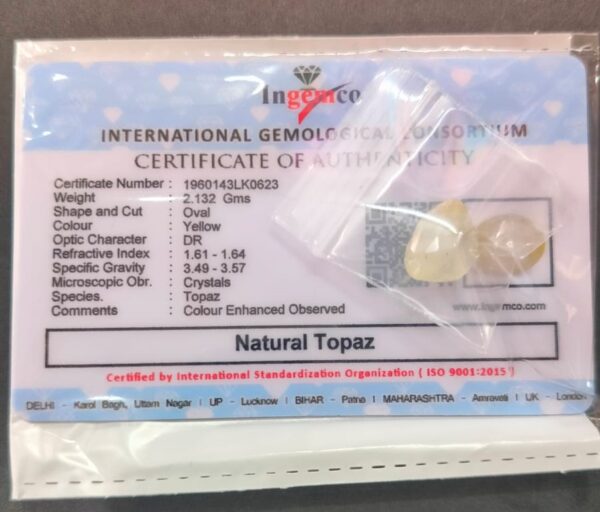 Ingemco
INTERNATIONAL GEMOLOGICAL CONSORTIUM
CERTIFICATE OF AUTHENTICITY
Certificate Number : 1960143LK0623
Weight : 2.132 Gms
Shape and Cut : Oval
Colour : Yellow
Optic Character : DR
Refractive Index : 1.61 - 1.64
Specific Gravity : 3.49 - 3.57
Microscopic Obr. : Crystals
Species. : Topaz
Comments : Colour Enhanced Observed
www.ingemco.com
Natural Topaz
Certified by International Standardization Organization ( ISO 9001:2015 )
DELHI - Karol Bagh, Uttam Nagar | UP - Lucknow | BIHAR - Patna | MAHARASHTRA - Amravati | UK - London